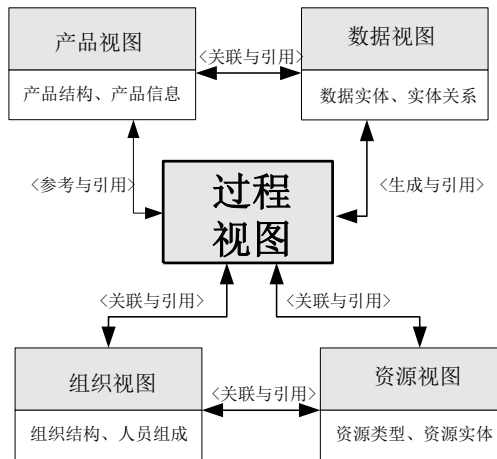 产品视图
数据视图
<关联与引用>
产品结构、产品信息
数据实体、实体关系
<参考与引用>
过程
视图
<生成与引用>
<关联与引用>
<关联与引用>
组织视图
资源视图
<关联与引用>
组织结构、人员组成
资源类型、资源实体